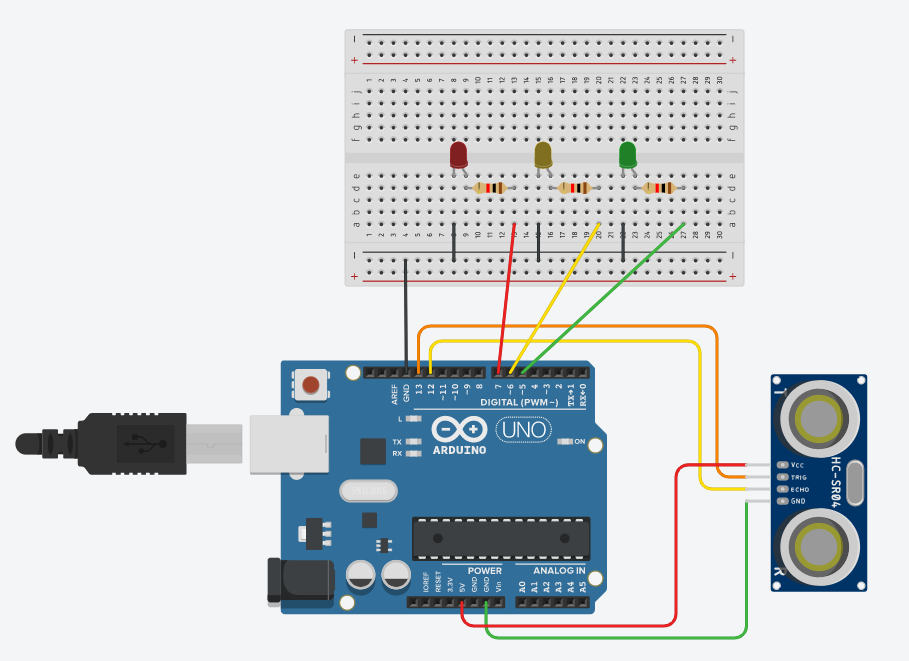 − −
+ +
1 2 3 4 5 6 7 8 9 10 11 12 13 14 15 16 17 18 19 20 21 22 23 24 25 26 27 28 29 30
j j
i i
h h
g g
f f
e e
d d
c c
b b
a a
1 2 3 4 5 6 7 8 9 10 11 12 13 14 15 16 17 18 19 20 21 22 23 24 25 26 27 28 29 30
− −
+ +
AREF
GND
13
12
~11
~10
~9
8
7
~6
~5
4
~3
2
TX→1
RX←0
DIGITAL (PWM~)
L
TX
RX
ARDUINO
UNO
ON
POWER
ANALOG IN
IOREF
RESET
3.3V
5V
GND
GND
Vin
A0
A1
A2
A3
A4
A5
T
Vcc
TRIG
ECHO
GND
HC-SR04
R